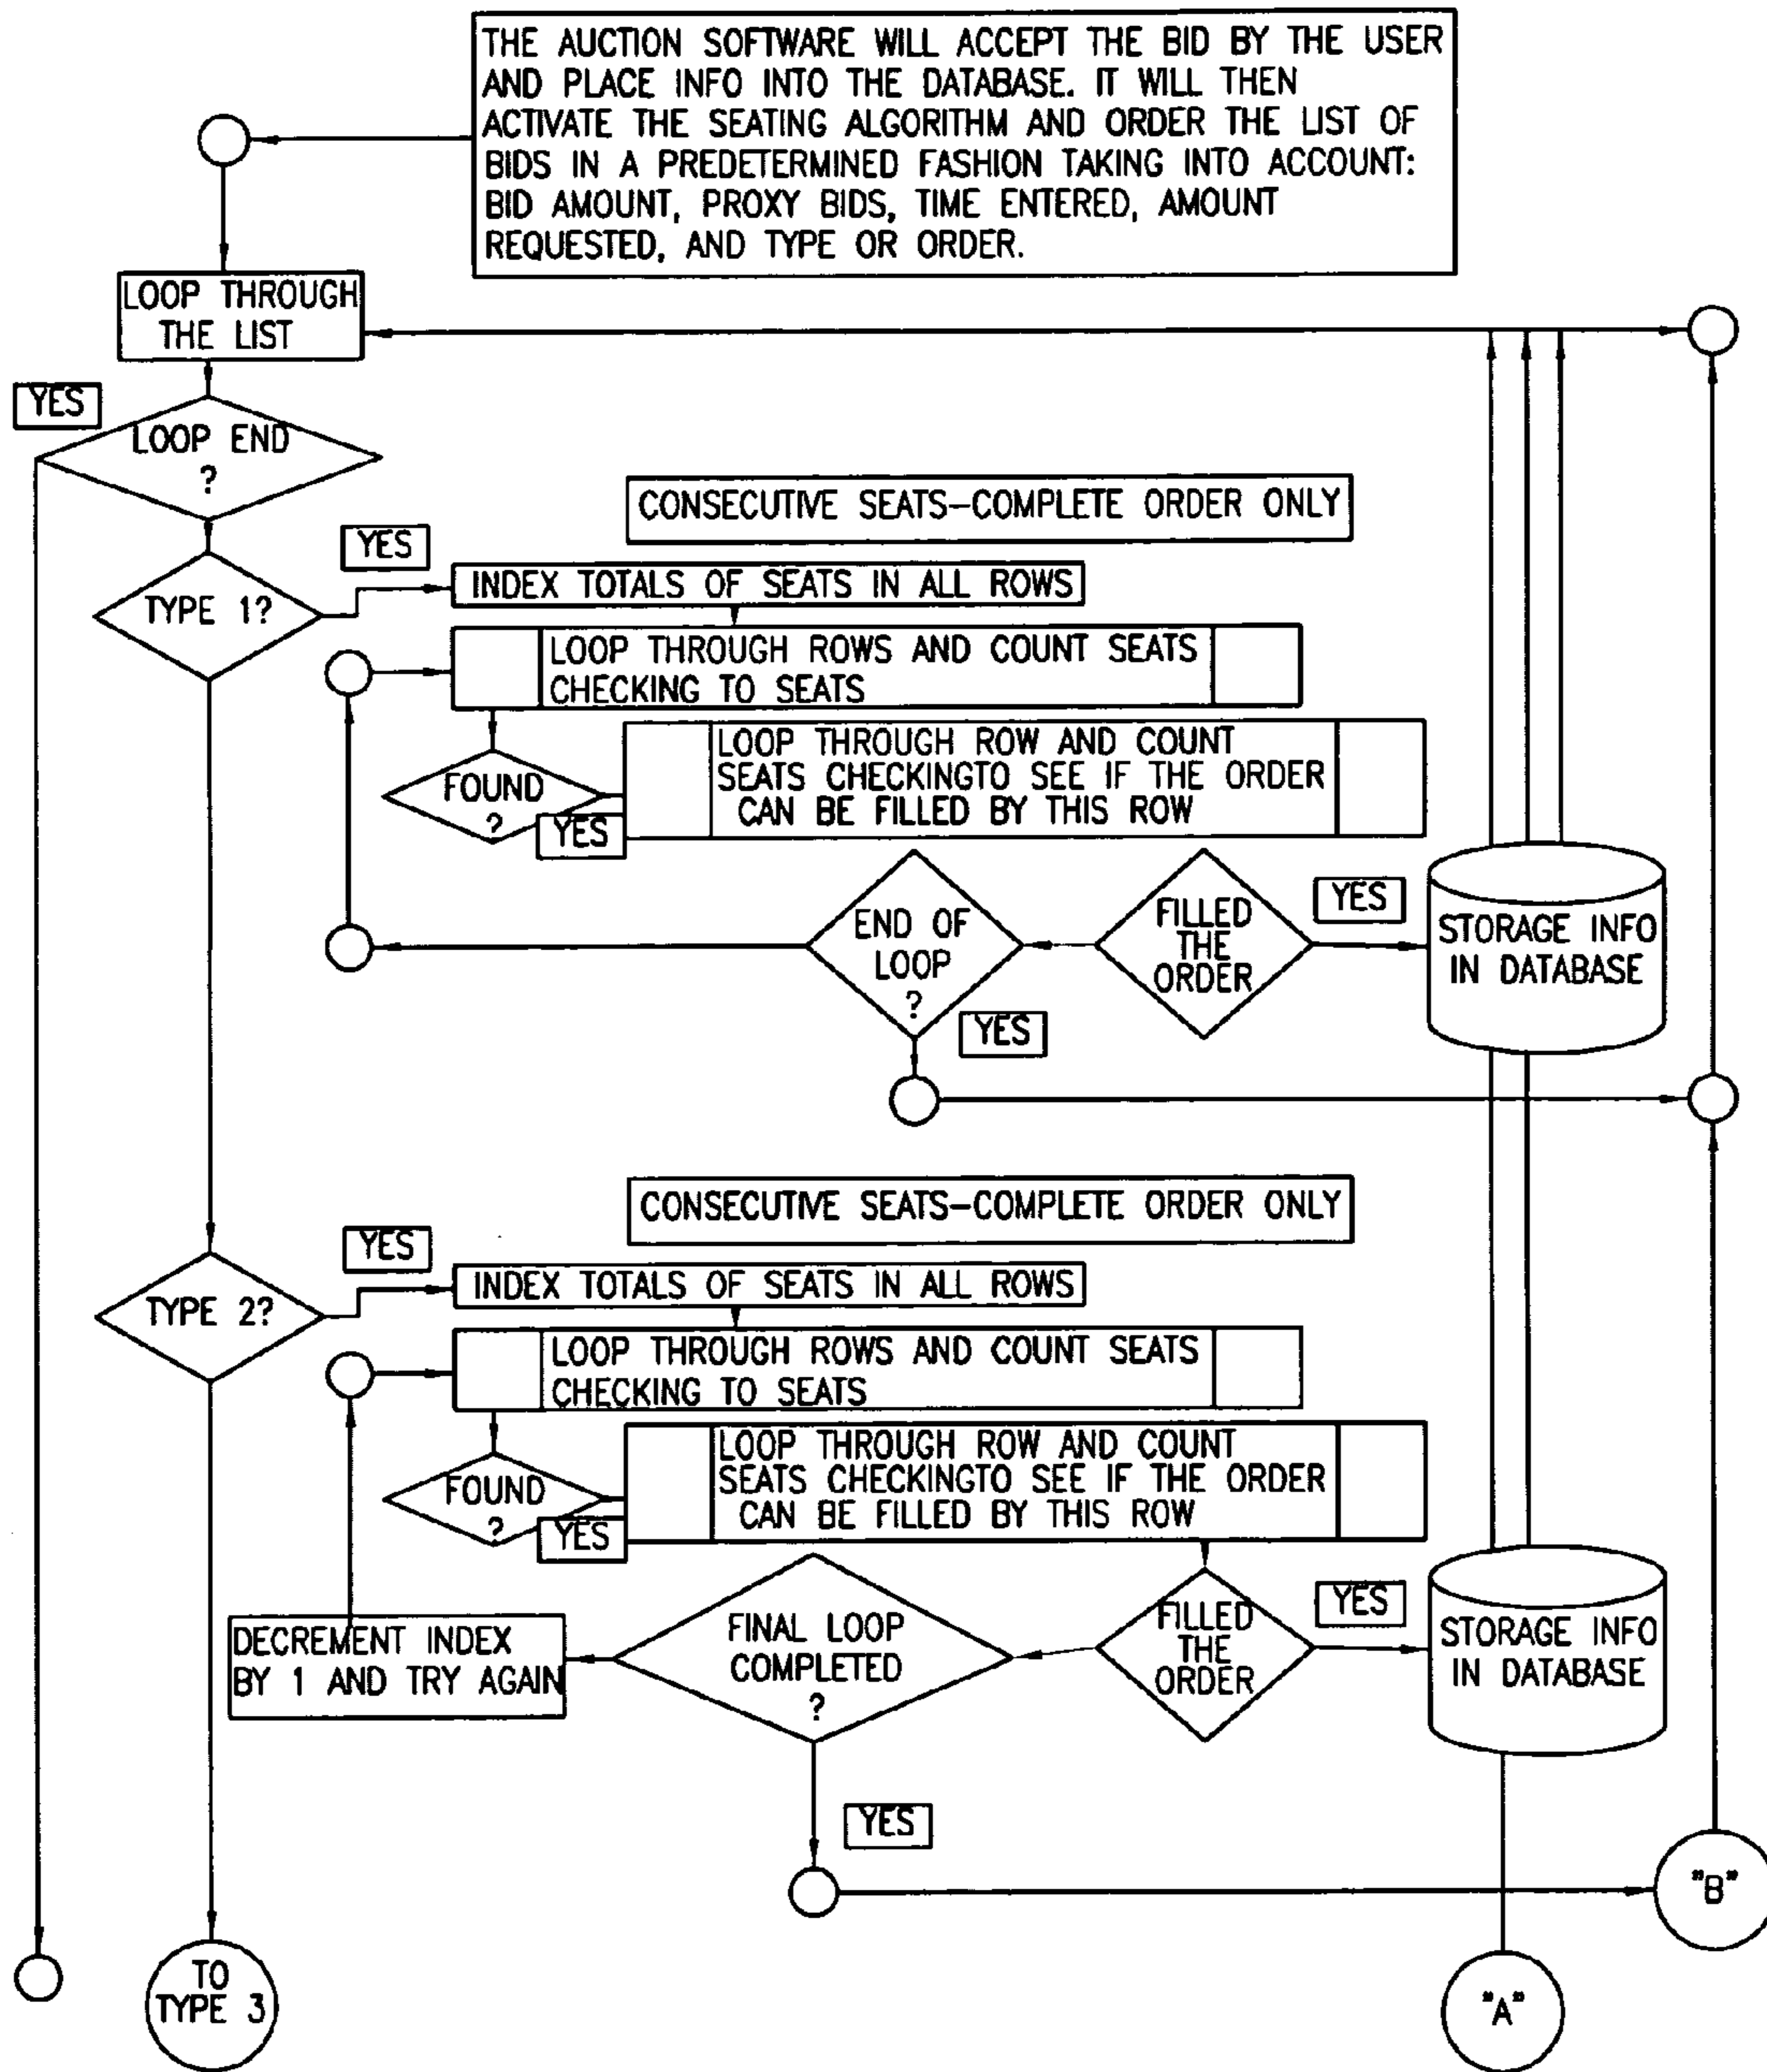 THE AUCTION SOFTWARE WILL ACCEPT THE BID BY THE USER
AND PLACE INFO INTO THE DATABASE. IT WILL THEN
ACTIVATE THE SEATING ALGORITHM AND ORDER THE LIST OF
BIDS IN A PREDETERMINED FASHION TAKING INTO ACCOUNT:
BID AMOUNT, PROXY BIDS, TIME ENTERED, AMOUNT
REQUESTED, AND TYPE OR ORDER.
LOOP THROUGH
THE LIST
YES
LOOP END
?
CONSECUTIVE SEATS-COMPLETE ORDER ONLY
YES
TYPE 1?
INDEX TOTALS OF SEATS IN ALL ROWS
LOOP THROUGH ROWS AND COUNT SEATS
CHECKING TO SEATS
FOUND
?
YES
LOOP THROUGH ROW AND COUNT
SEATS CHECKINGTO SEE IF THE ORDER
CAN BE FILLED BY THIS ROW
END OF
LOOP
?
YES
FILLED
THE
ORDER
YES
STORAGE INFO
IN DATABASE
CONSECUTIVE SEATS-COMPLETE ORDER ONLY
YES
TYPE 2?
INDEX TOTALS OF SEATS IN ALL ROWS
LOOP THROUGH ROWS AND COUNT SEATS
CHECKING TO SEATS
FOUND
?
YES
LOOP THROUGH ROW AND COUNT
SEATS CHECKINGTO SEE IF THE ORDER
CAN BE FILLED BY THIS ROW
DECREMENT INDEX
BY 1 AND TRY AGAIN
FINAL LOOP
COMPLETED
?
YES
FILLED
THE
ORDER
YES
STORAGE INFO
IN DATABASE
"B"
TO
TYPE 3
"A"